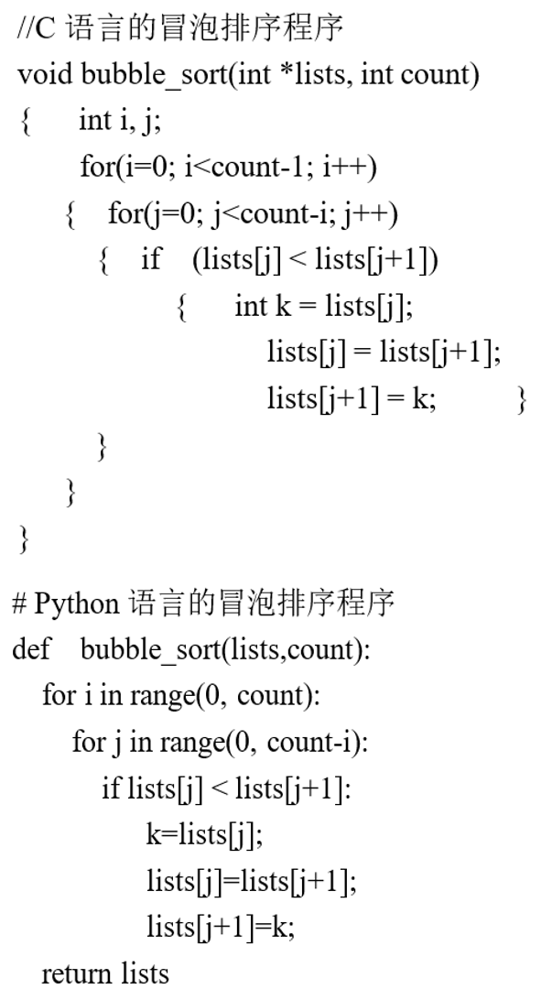 //C 语言的冒泡排序程序
void bubble_sort(int *lists, int count)
{ int i, j;
for(i=0; i<count-1; i++)
{ for(j=0; j<count-i; j++)
{ if (lists[j] < lists[j+1])
{ int k = lists[j];
lists[j] = lists[j+1];
lists[j+1] = k; }
}
}
}
# Python 语言的冒泡排序程序
def bubble_sort(lists,count):
for i in range(0, count):
for j in range(0, count-i):
if lists[j] < lists[j+1]:
k=lists[j];
lists[j]=lists[j+1];
lists[j+1]=k;
return lists